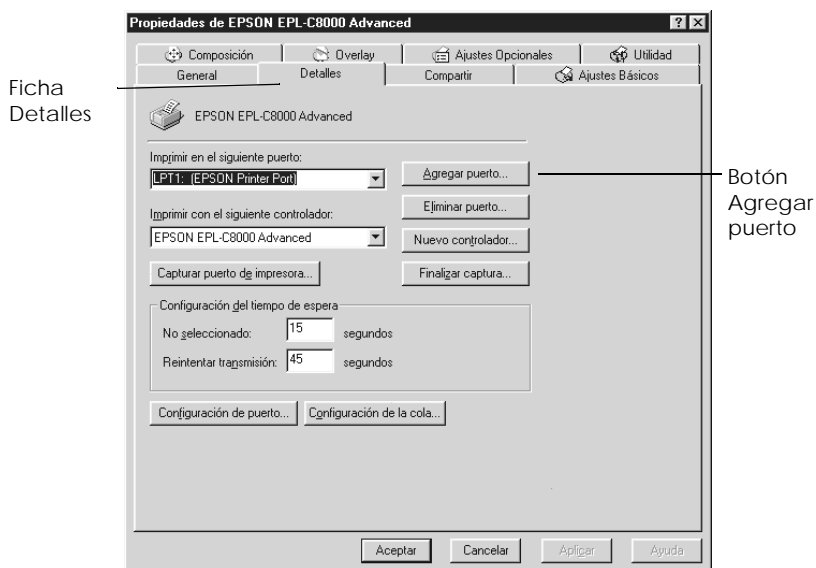 Propiedades de EPSON EPL-C8000 Advanced
Composición
Overlay
Ajustes Opcionales
Utilidad
General
Detalles
Compartir
Ajustes Básicos
Ficha
Detalles
EPSON EPL-C8000 Advanced
Imprimir en el siguiente puerto:
LPT1: (EPSON Printer Port)
Agregar puerto...
Botón
Agregar
puerto
Eliminar puerto...
Imprimir con el siguiente controlador:
EPSON EPL-C8000 Advanced
Nuevo controlador...
Capturar puerto de impresora...
Finalizar captura...
Configuración del tiempo de espera
No seleccionado:
15
segundos
Reintentar transmisión:
45
segundos
Configuración de puerto...
Configuración de la cola...
Aceptar
Cancelar
Aplicar
Ayuda